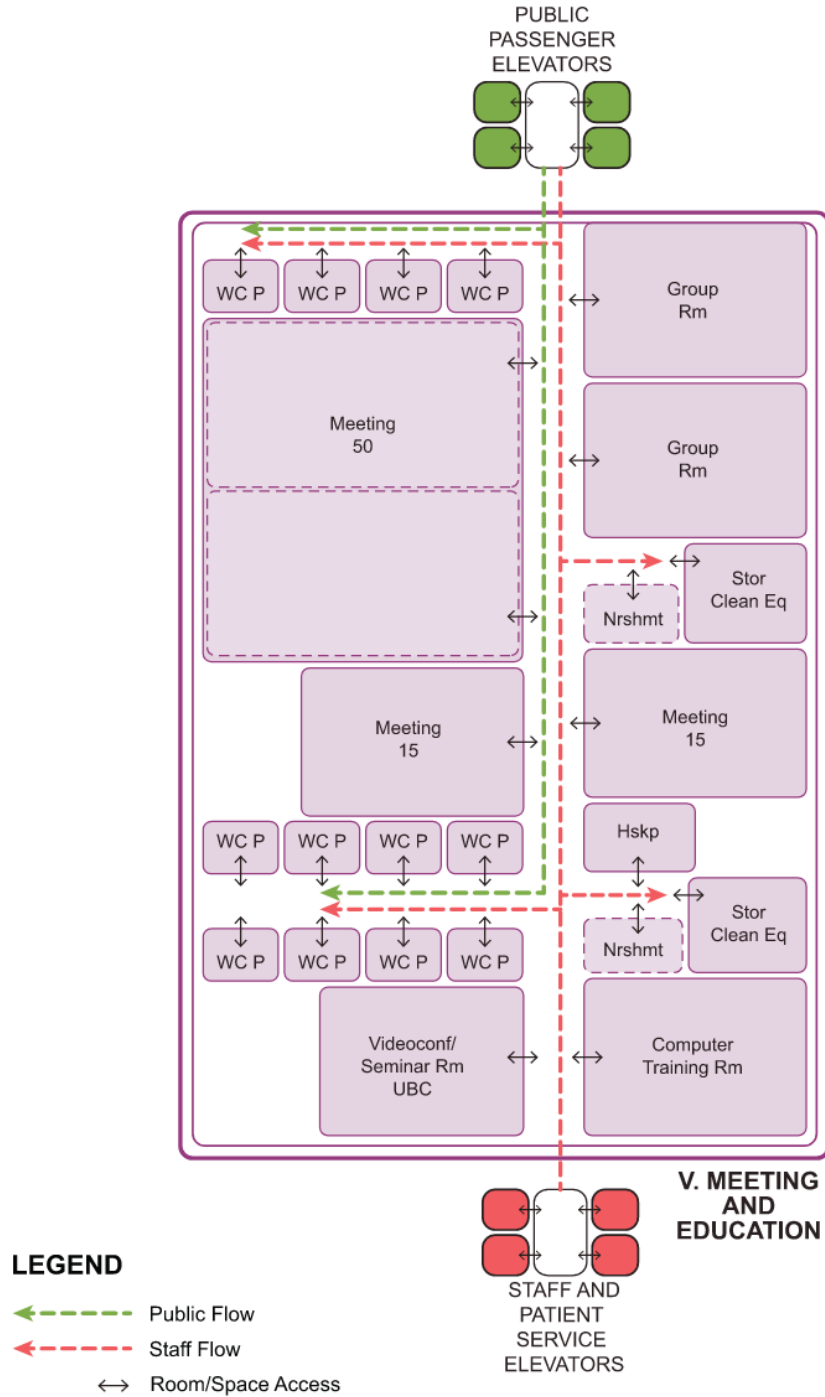 PUBLIC
PASSENGER
ELEVATORS
WC P
WC P
WC P
WC P
Group
Rm
Meeting
50
Group
Rm
Stor
Clean Eq
Nrshmt
Meeting
15
Meeting
15
Hskp
WC P
WC P
WC P
WC P
Stor
Clean Eq
Nrshmt
WC P
WC P
WC P
WC P
Videoconf/
Seminar Rm
UBC
Computer
Training Rm
V. MEETING
AND
EDUCATION
STAFF AND
PATIENT
SERVICE
ELEVATORS
LEGEND
Public Flow
Staff Flow
Room/Space Access